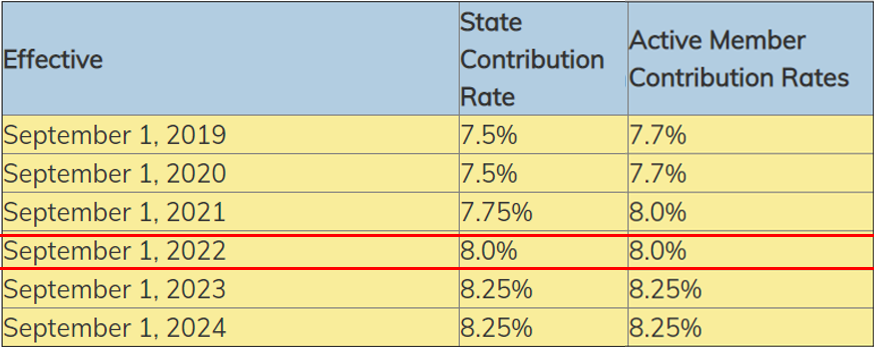 Effective State Contribution Rate Active Member Contribution Rates
September 1, 2019 7.5% 7.7%
September 1, 2020 7.5% 7.7%
September 1, 2021 7.75% 8.0%
September 1, 2022 8.0% 8.0%
September 1, 2023 8.25% 8.25%
September 1, 2024 8.25% 8.25%